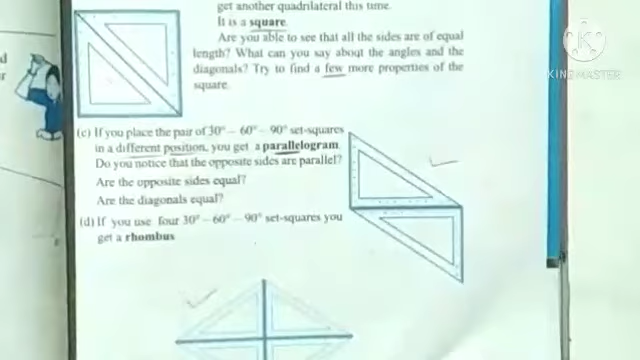 get another quadrilateral this time.
It is a square.
Are you able to see that all the sides are of equal
length? What can you say about the angles and the
diagonals? Try to find a few more properties of the
square.
KINEMASTER
(c) If you place the pair of 30° – 60° – 90° set-squares
in a different position, you get a parallelogram.
Do you notice that the opposite sides are parallel?
Are the opposite sides equal?
Are the diagonals equal?
(d) If you use four 30° – 60° – 90° set-squares you
get a rhombus